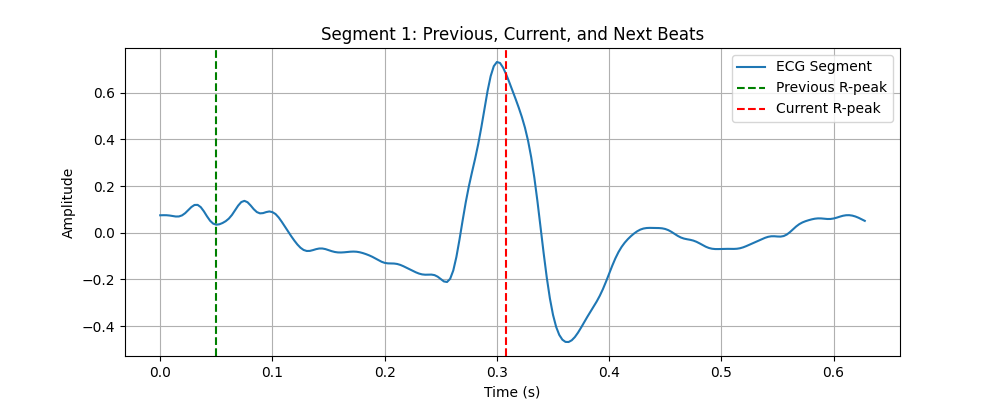 Segment 1: Previous, Current, and Next Beats
ECG Segment
Previous R-peak
Current R-peak
Amplitude
0.6
0.4
0.2
0.0
−0.2
−0.4
0.0 0.1 0.2 0.3 0.4 0.5 0.6
Time (s)